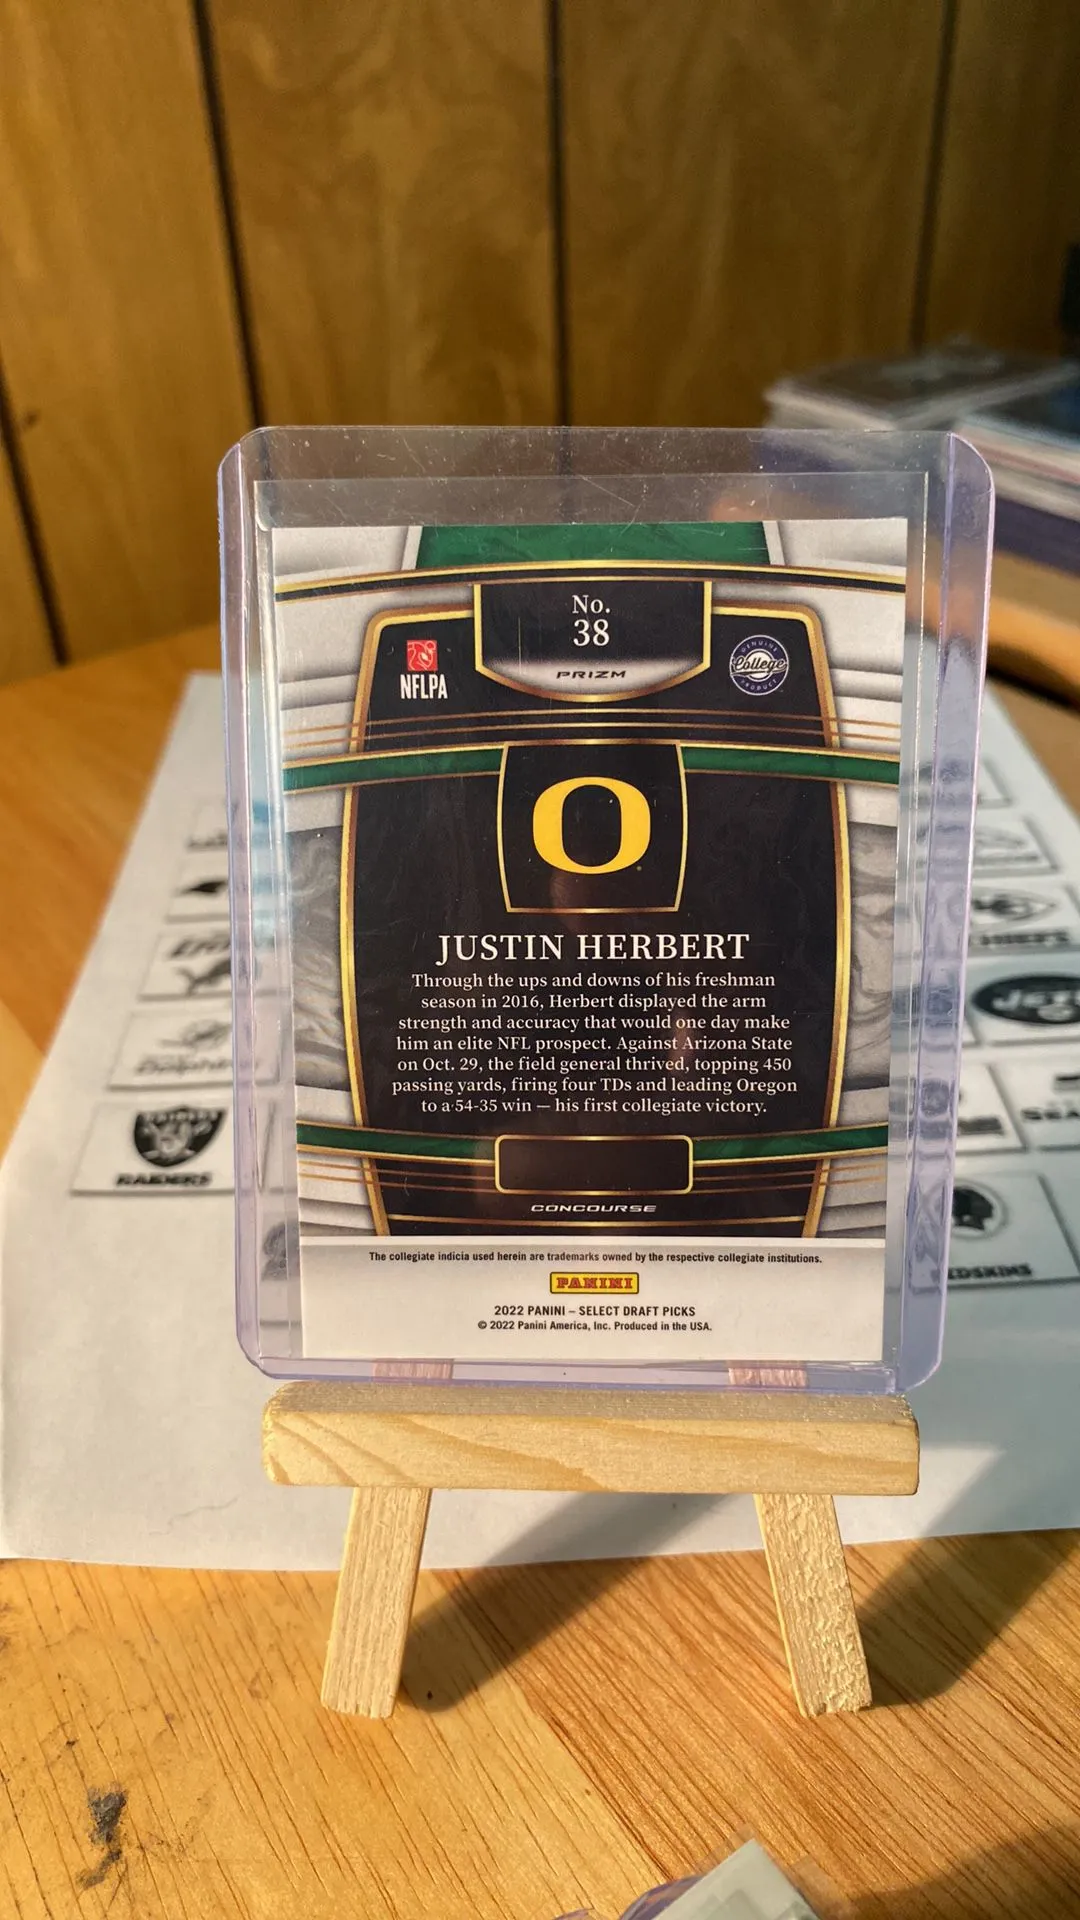 No.
38
PRIZM
NFLPA
GENUINE
College
PRODUCT
O
JUSTIN HERBERT
Through the ups and downs of his freshman
season in 2016, Herbert displayed the arm
strength and accuracy that would one day make
him an elite NFL prospect. Against Arizona State
on Oct. 29, the field general thrived, topping 450
passing yards, firing four TDs and leading Oregon
to a 54-35 win — his first collegiate victory.
CONCOURSE
The collegiate indicia used herein are trademarks owned by the respective collegiate institutions.
PANINI
2022 PANINI – SELECT DRAFT PICKS
© 2022 Panini America, Inc. Produced in the USA.
RAIDERS
CHIEFS
JETS